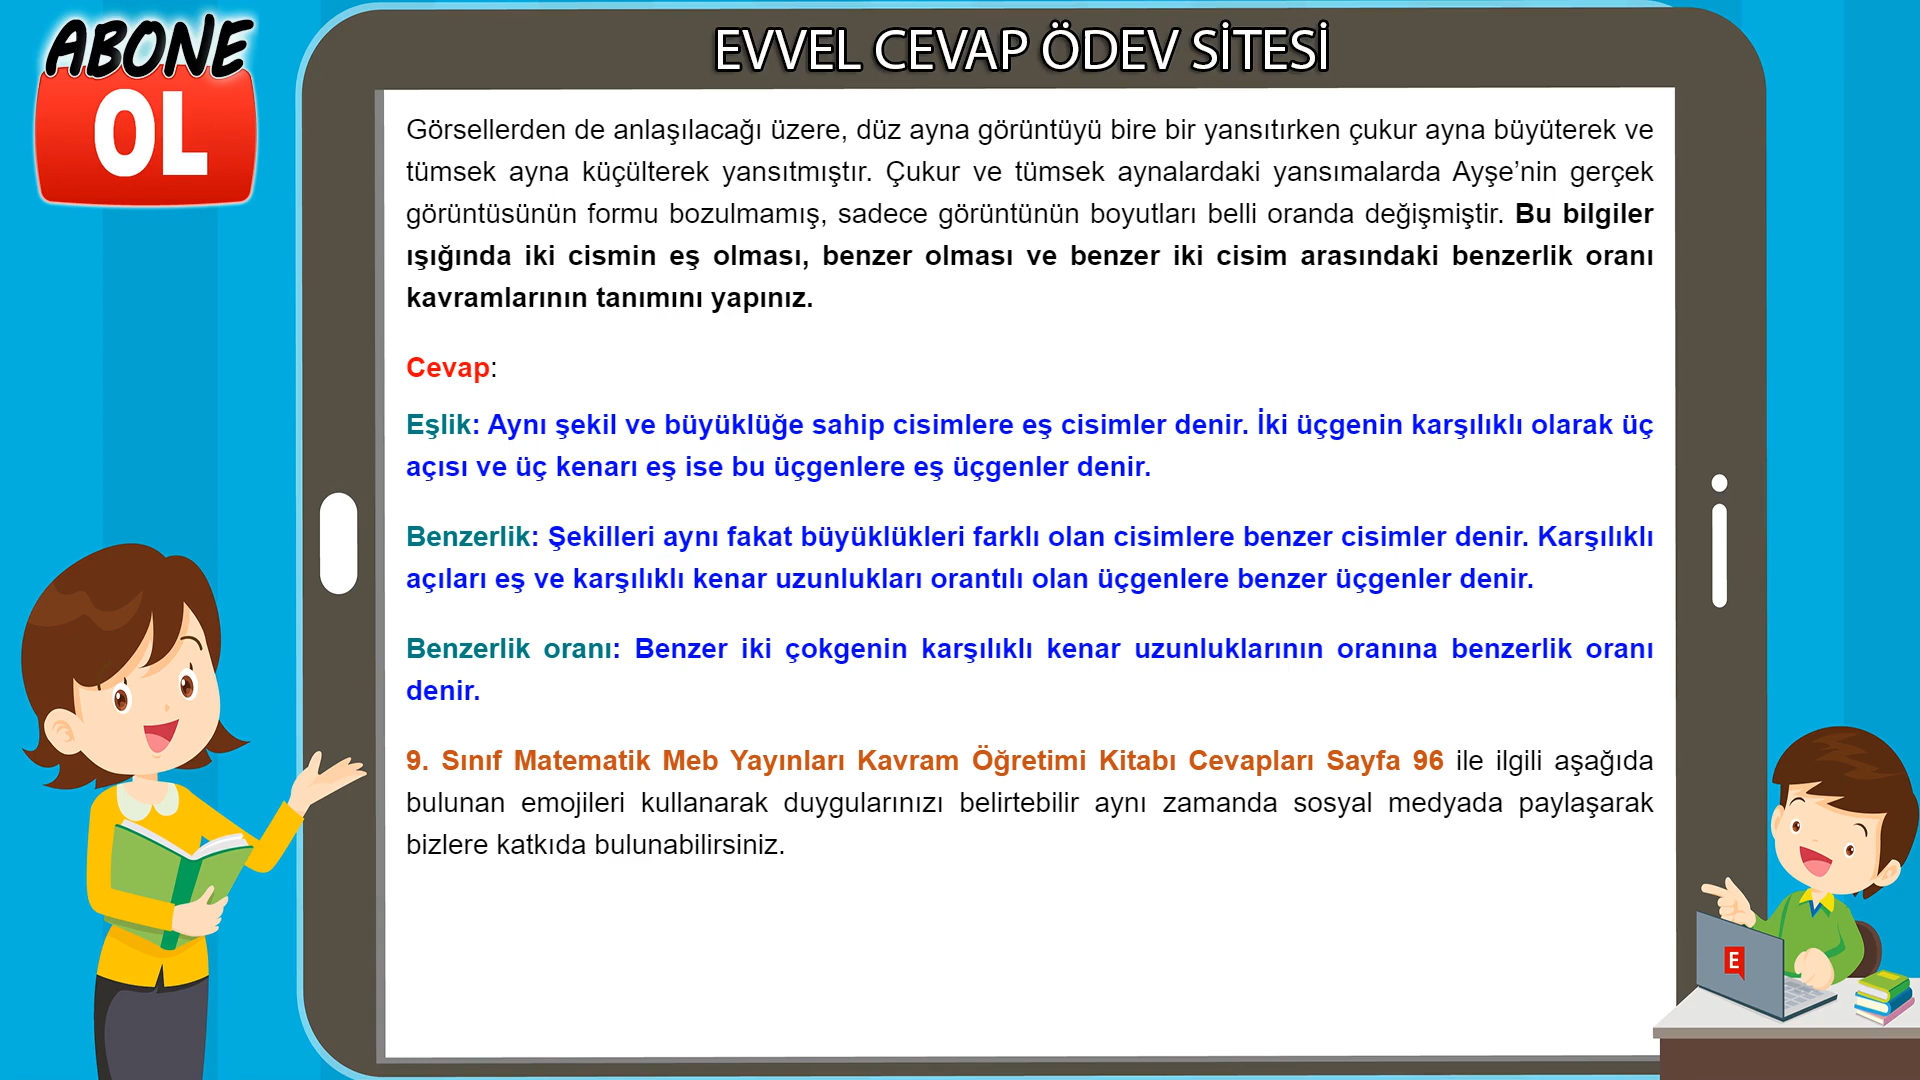 ABONE
OL
EVVEL CEVAP ÖDEV SİTESİ
Görsellerden de anlaşılacağı üzere, düz ayna görüntüyü bire bir yansıtırken çukur ayna büyüterek ve
tümsek ayna küçülterek yansıtmıştır. Çukur ve tümsek aynalardaki yansımalarda Ayşe’nin gerçek
görüntüsünün formu bozulmamış, sadece görüntünün boyutları belli oranda değişmiştir. Bu bilgiler
ışığında iki cismin eş olması, benzer olması ve benzer iki cisim arasındaki benzerlik oranı
kavramlarının tanımını yapınız.
Cevap:
Eşlik: Aynı şekil ve büyüklüğe sahip cisimlere eş cisimler denir. İki üçgenin karşılıklı olarak üç
açısı ve üç kenarı eş ise bu üçgenlere eş üçgenler denir.
Benzerlik: Şekilleri aynı fakat büyüklükleri farklı olan cisimlere benzer cisimler denir. Karşılıklı
açıları eş ve karşılıklı kenar uzunlukları orantılı olan üçgenlere benzer üçgenler denir.
Benzerlik oranı: Benzer iki çokgenin karşılıklı kenar uzunluklarının oranına benzerlik oranı
denir.
9. Sınıf Matematik Meb Yayınları Kavram Öğretimi Kitabı Cevapları Sayfa 96 ile ilgili aşağıda
bulunan emojileri kullanarak duygularınızı belirtebilir aynı zamanda sosyal medyada paylaşarak
bizlere katkıda bulunabilirsiniz.
E